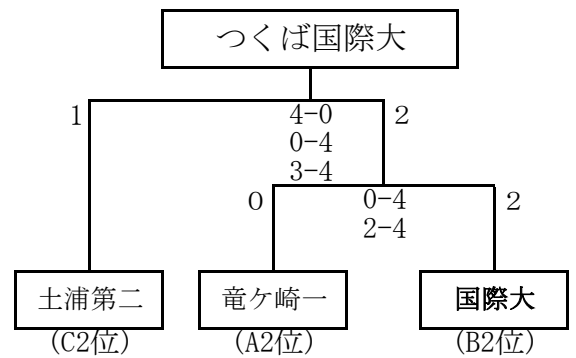 つくば国際大
1
4-0
2
0-4
3-4
0
0-4
2
2-4
土浦第二
竜ケ崎一
国際大
(C2位)
(A2位)
(B2位)